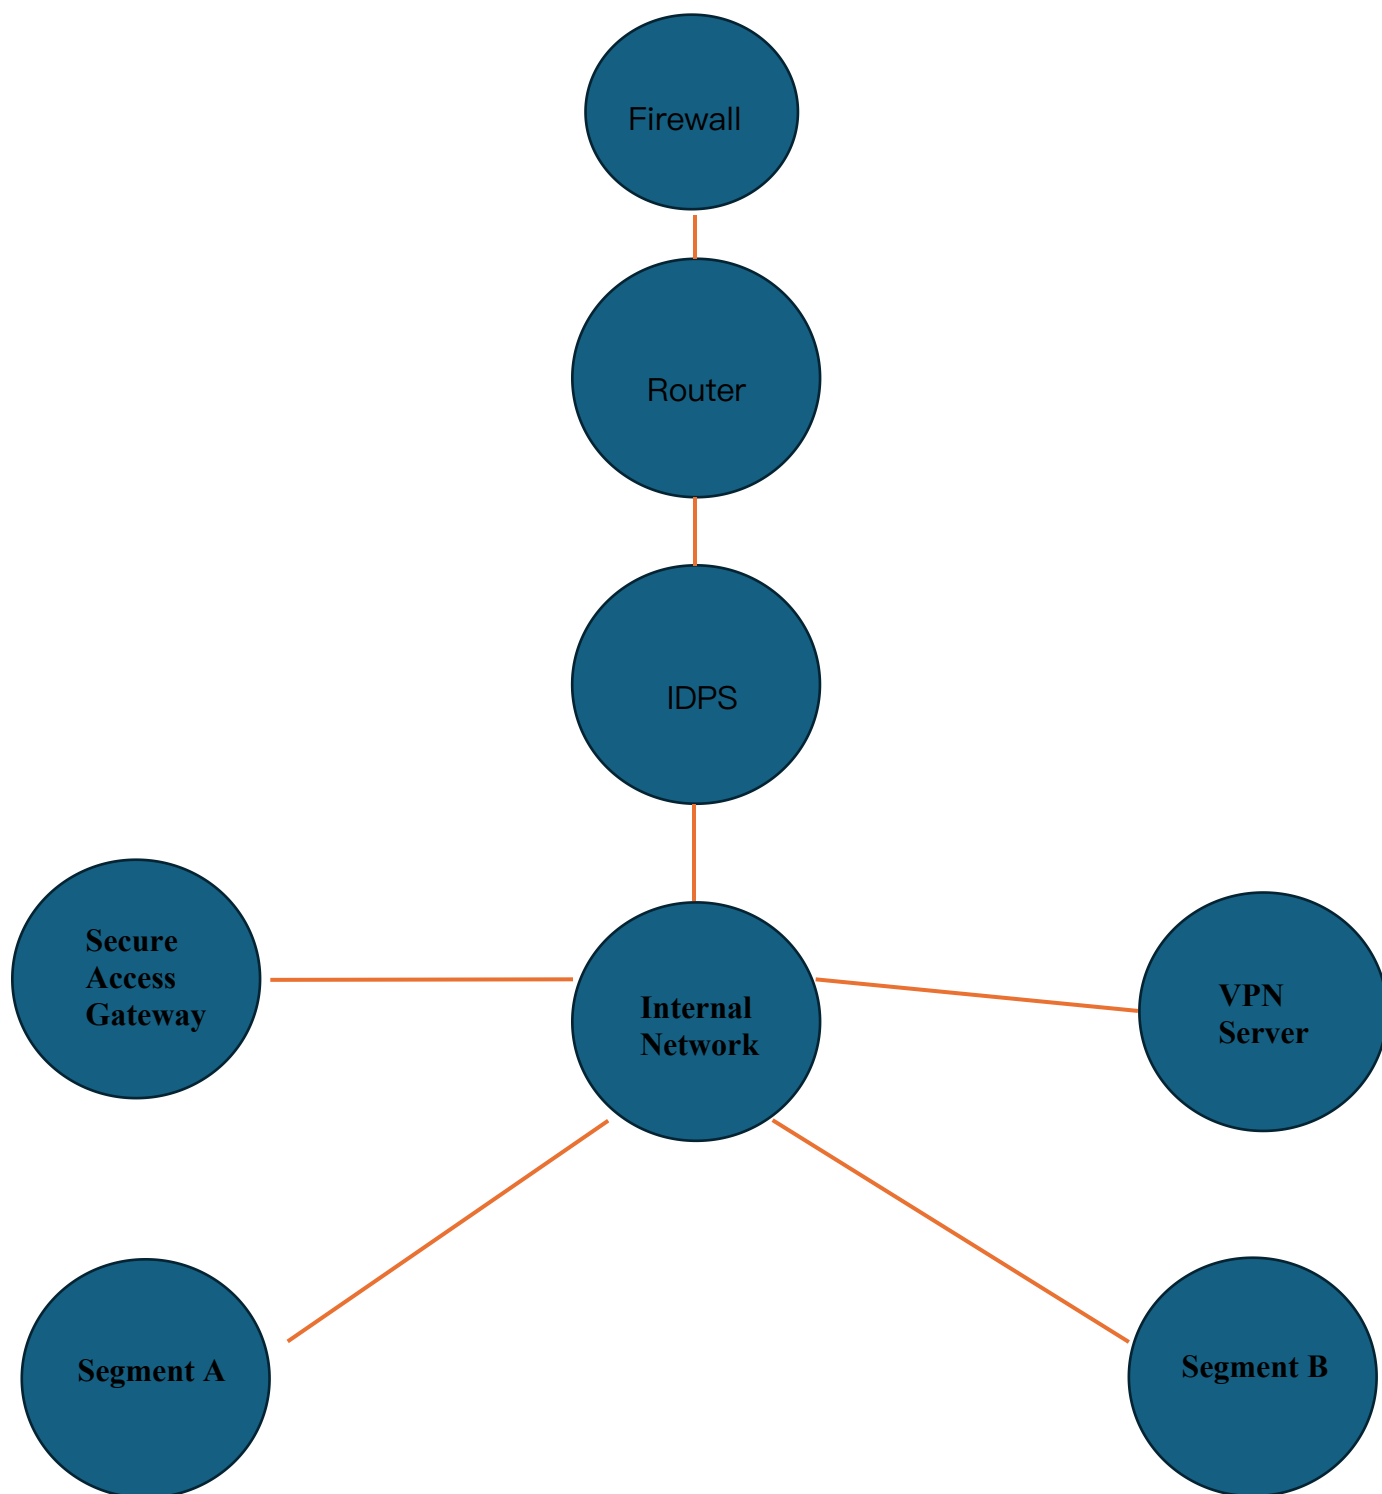 Firewall
Router
IDPS
Secure
Access
Gateway
Internal
Network
VPN
Server
Segment A
Segment B